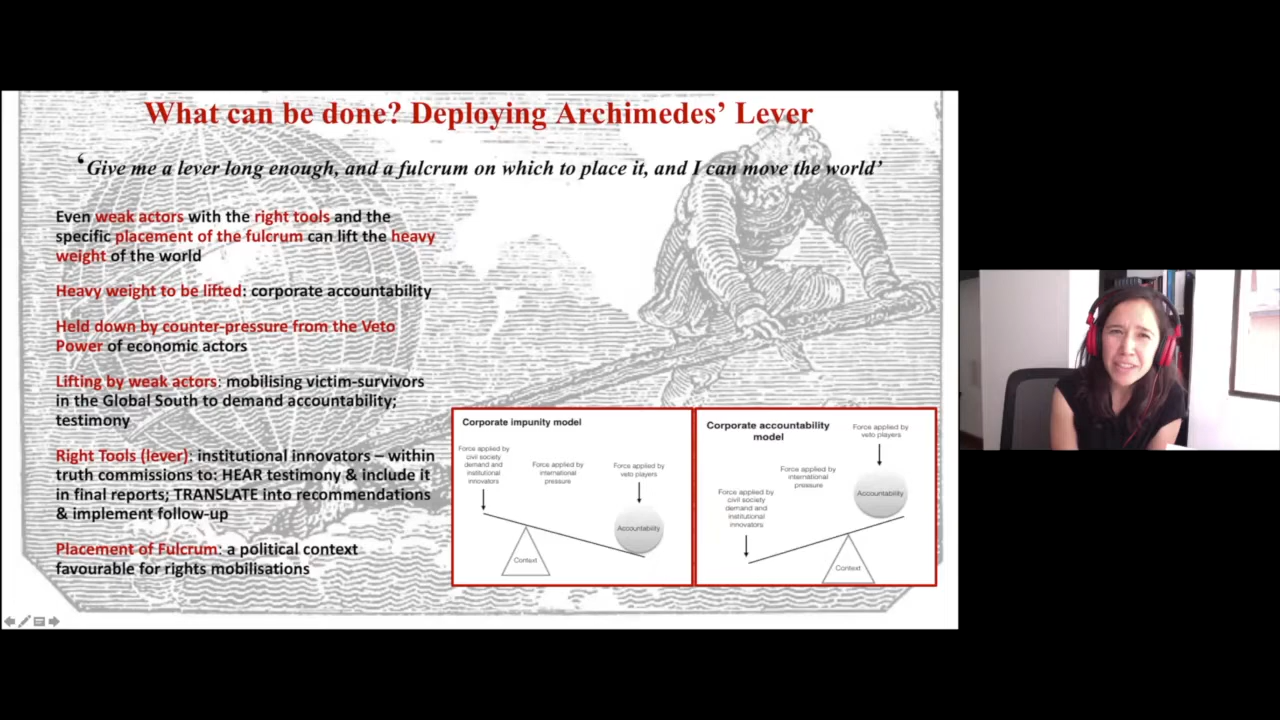 What can be done? Deploying Archimedes' Lever
'Give me a lever long enough, and a fulcrum on which to place it, and I can move the world'
Even weak actors with the right tools and the
specific placement of the fulcrum can lift the heavy
weight of the world
Heavy weight to be lifted: corporate accountability
Held down by counter-pressure from the Veto
Power of economic actors
Lifting by weak actors: mobilising victim-survivors
in the Global South to demand accountability;
testimony
Right Tools (lever): institutional innovators – within
truth commissions to: HEAR testimony & include it
in final reports; TRANSLATE into recommendations
& implement follow-up
Placement of Fulcrum: a political context
favourable for rights mobilisations
Corporate impunity model
Force applied by
civil society
demand and
institutional
innovators
Force applied by
international
pressure
Force applied by
veto players
Accountability
Context
Corporate accountability
model
Force applied by
veto players
Force applied by
international
pressure
Force applied by
civil society
demand and
institutional
innovators
Accountability
Context